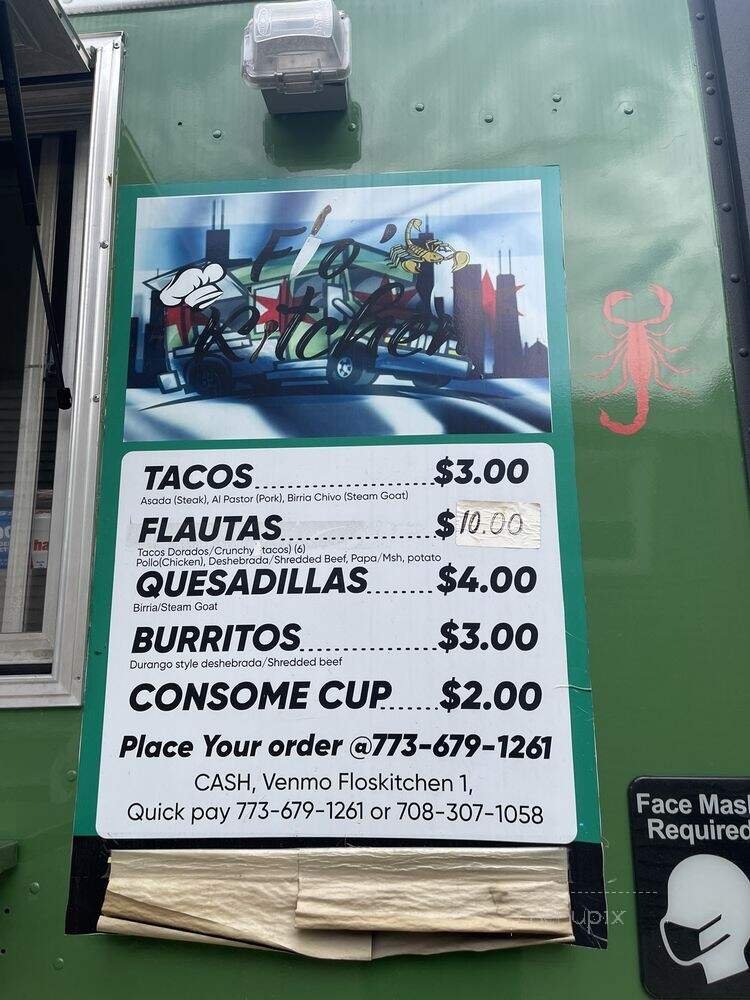 Flo's
Kitchen
TACOS..............................$3.00
Asada (Steak), Al Pastor (Pork), Birria Chivo (Steam Goat)
FLAUTAS..........................$10.00
Tacos Dorados/Crunchy tacos) (6)
Pollo(Chicken), Deshebrada/Shredded Beef, Papa/Msh, potato
QUESADILLAS.......$4.00
Birria/Steam Goat
BURRITOS....................$3.00
Durango style deshebrada/Shredded beef
CONSOME CUP......$2.00
Place Your order @773-679-1261
CASH, Venmo Floskitchen 1,
Quick pay 773-679-1261 or 708-307-1058
Face Mas
Required
ha